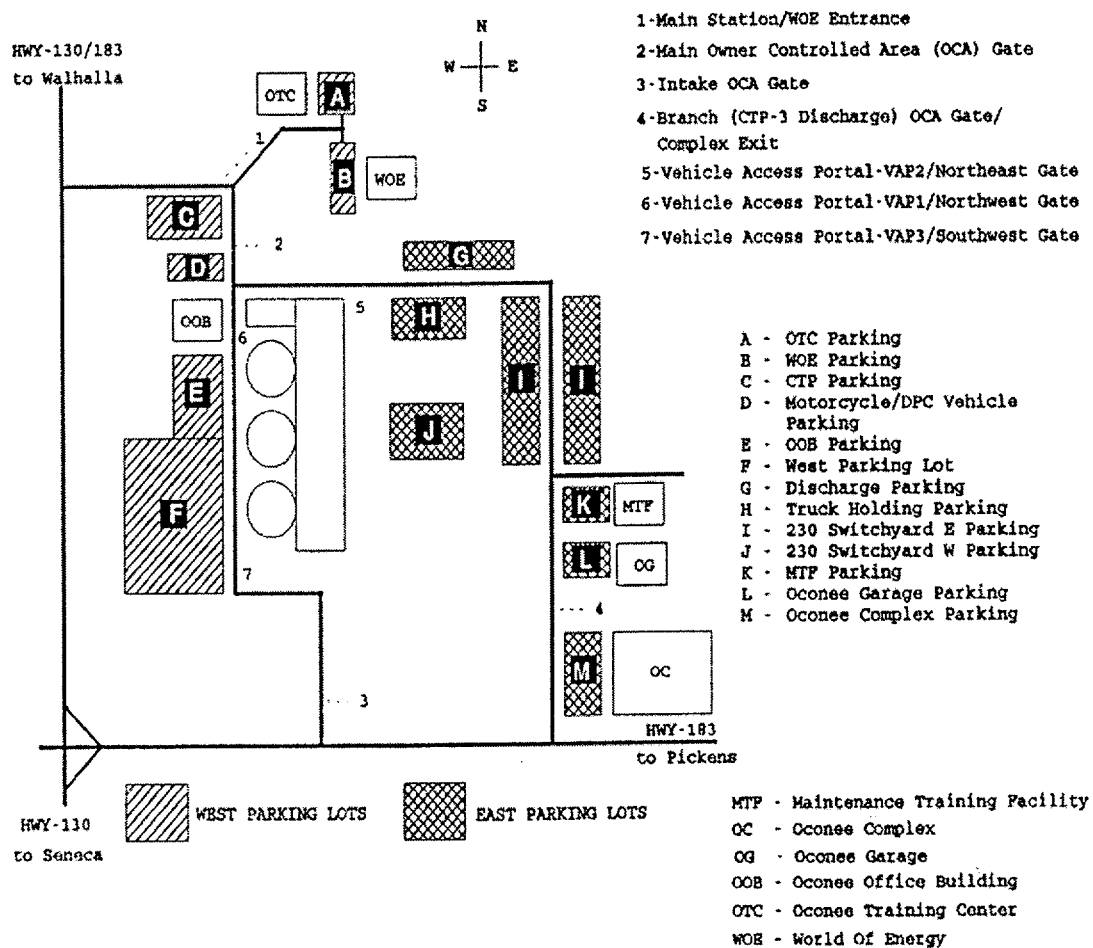 HWY-130/183
to Walhalla
N
W E
S
1-Main Station/WOE Entrance
2-Main Owner Controlled Area (OCA) Gate
3-Intake OCA Gate
4-Branch (CTP-3 Discharge) OCA Gate/
Complex Exit
5-Vehicle Access Portal-VAP2/Northeast Gate
6-Vehicle Access Portal-VAP1/Northwest Gate
7-Vehicle Access Portal-VAP3/Southwest Gate
OTC
A
1
B
WOE
C
2
D
G
OOB
5
H
6
E
I
I
J
F
K
MTF
L
OG
7
4
M
OC
3
HWY-183
to Pickens
A - OTC Parking
B - WOE Parking
C - CTP Parking
D - Motorcycle/DPC Vehicle
Parking
E - OOB Parking
F - West Parking Lot
G - Discharge Parking
H - Truck Holding Parking
I - 230 Switchyard E Parking
J - 230 Switchyard W Parking
K - MTF Parking
L - Oconee Garage Parking
M - Oconee Complex Parking
HWY-130
to Seneca
WEST PARKING LOTS
EAST PARKING LOTS
MTF - Maintenance Training Facility
OC - Oconee Complex
OG - Oconee Garage
OOB - Oconee Office Building
OTC - Oconee Training Center
WOE - World Of Energy